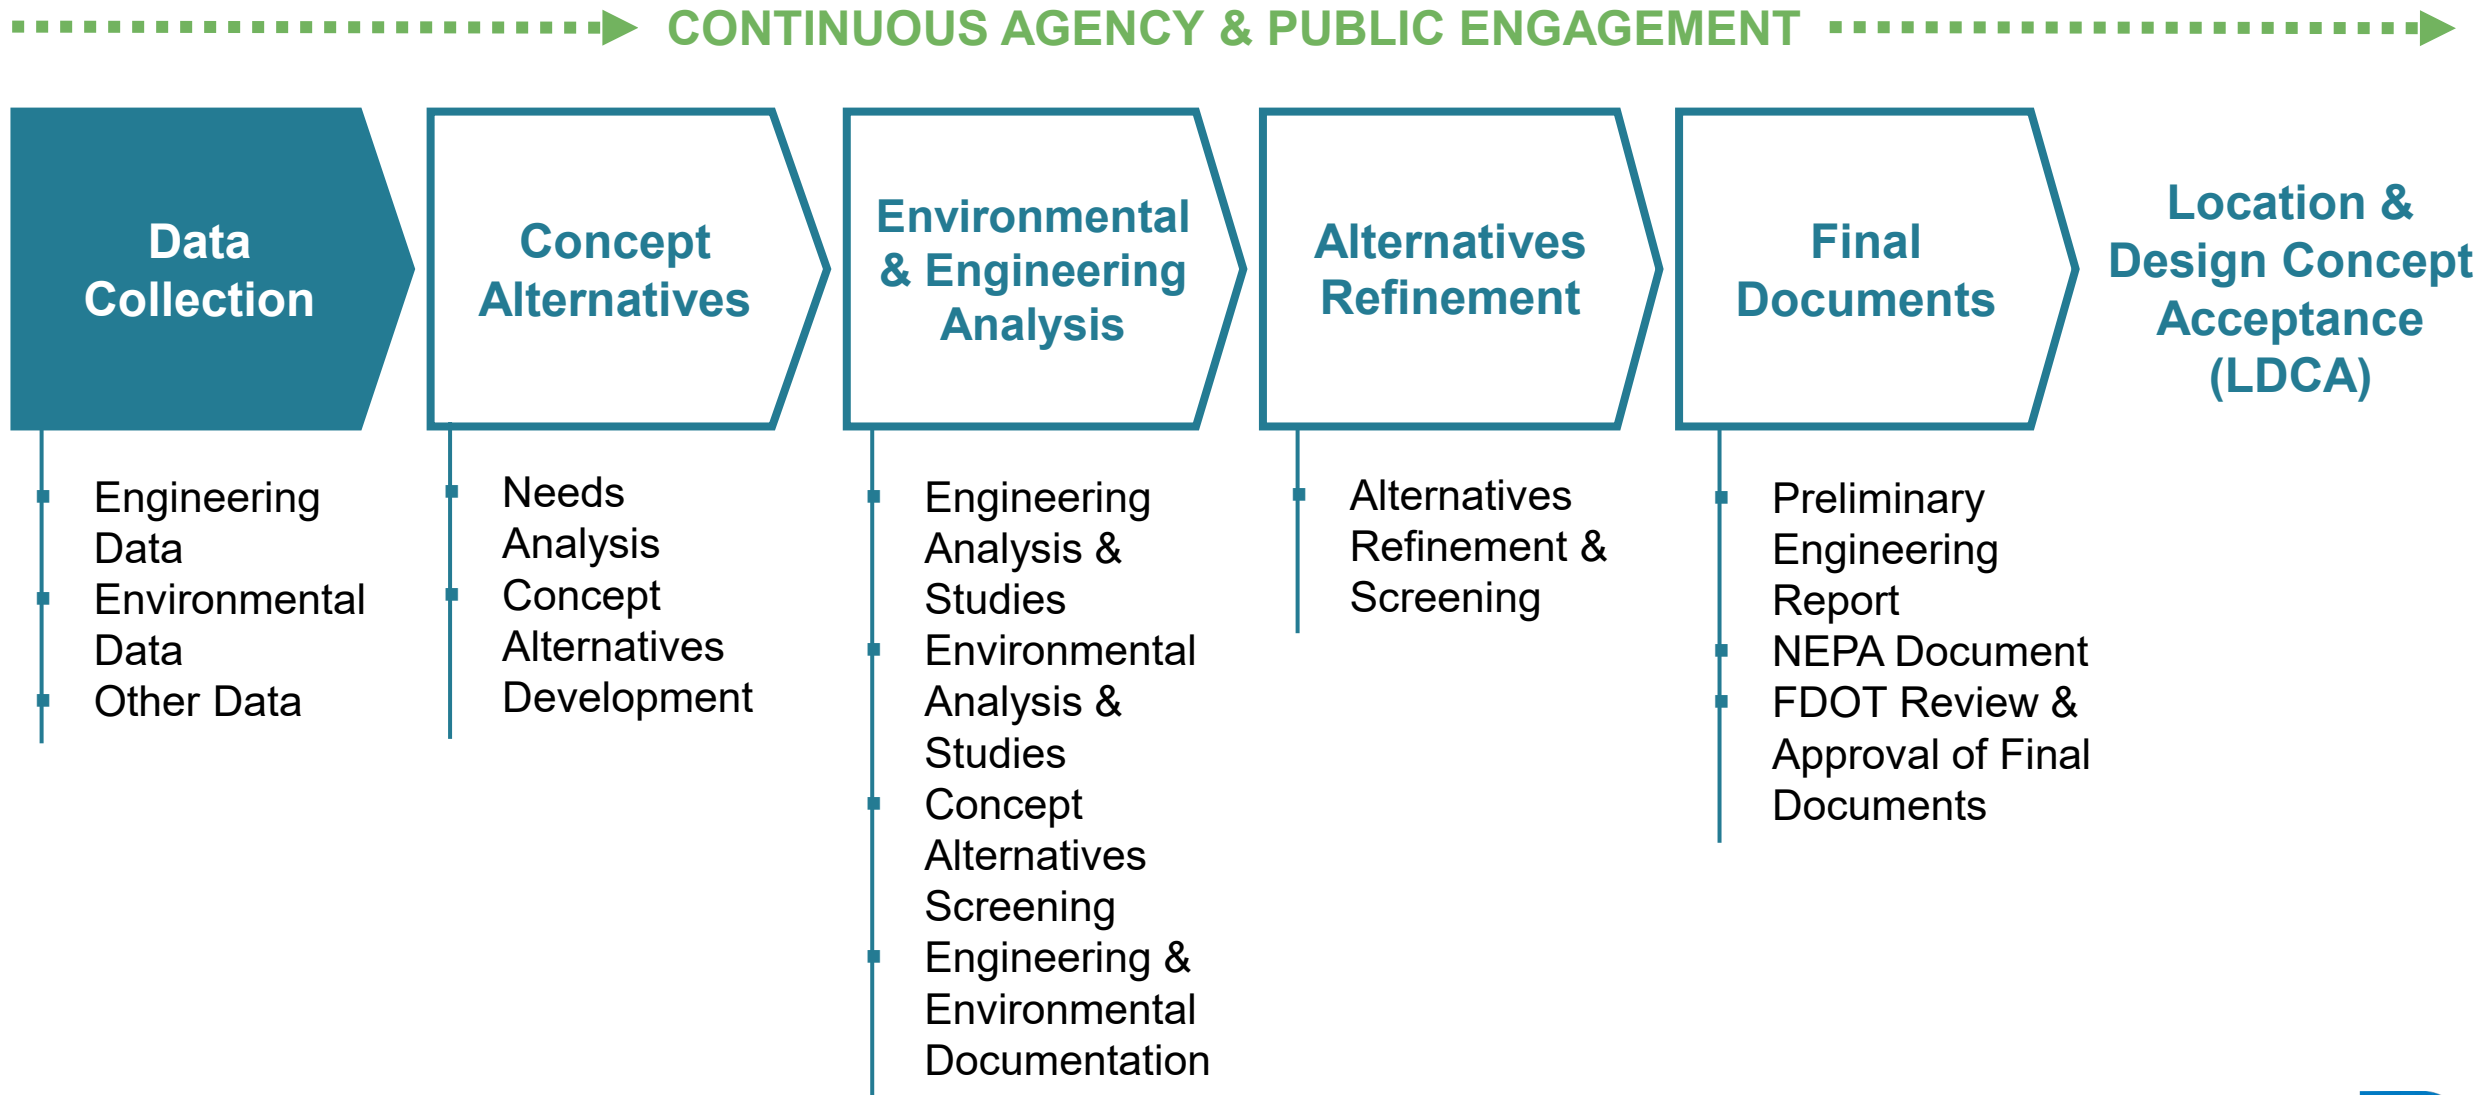 CONTINUOUS AGENCY & PUBLIC ENGAGEMENT
Data
Collection
Concept
Alternatives
Environmental
& Engineering
Analysis
Alternatives
Refinement
Final
Documents
Location &
Design Concept
Acceptance
(LDCA)
Engineering
Data
Environmental
Data
Other Data
Needs
Analysis
Concept
Alternatives
Development
Engineering
Analysis &
Studies
Environmental
Analysis &
Studies
Concept
Alternatives
Screening
Engineering &
Environmental
Documentation
Alternatives
Refinement &
Screening
Preliminary
Engineering
Report
NEPA Document
FDOT Review &
Approval of Final
Documents